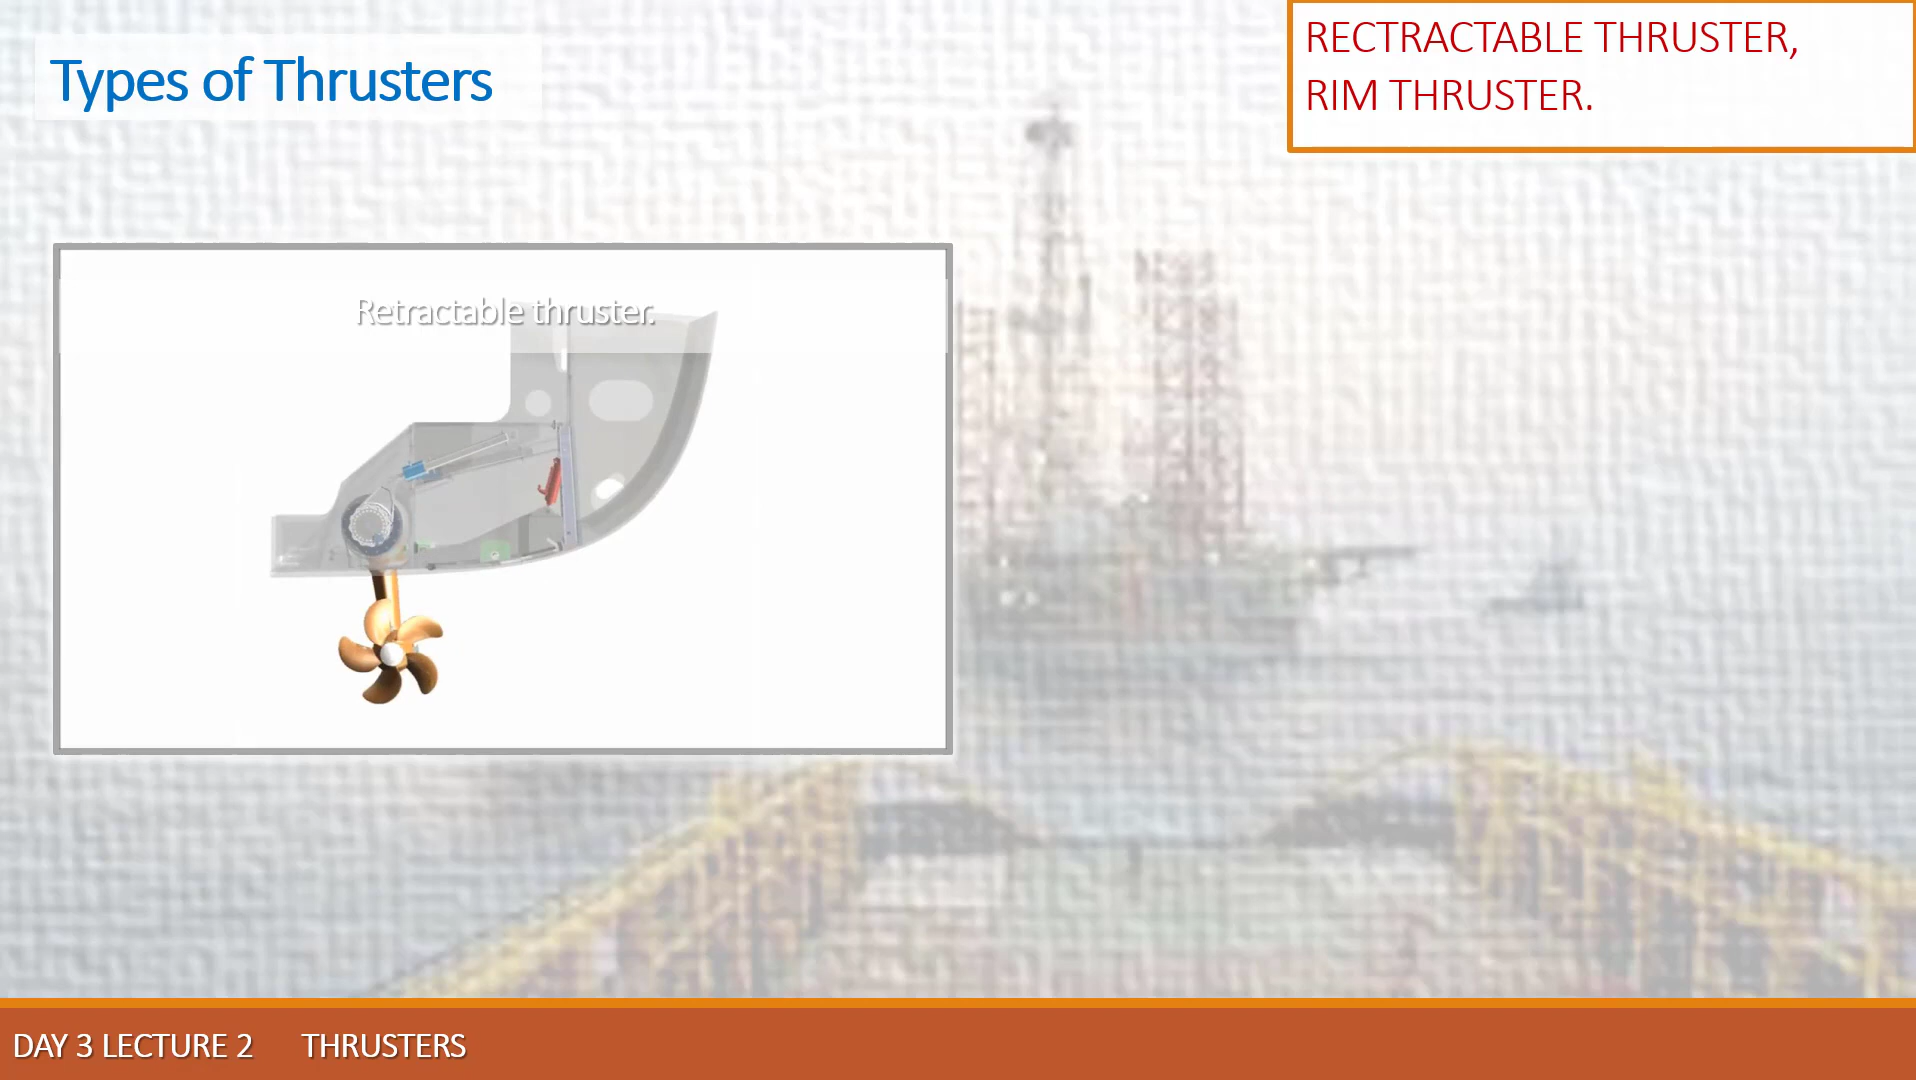 Types of Thrusters
RECTRACTABLE THRUSTER,
RIM THRUSTER.
Retractable thruster.
DAY 3 LECTURE 2 THRUSTERS